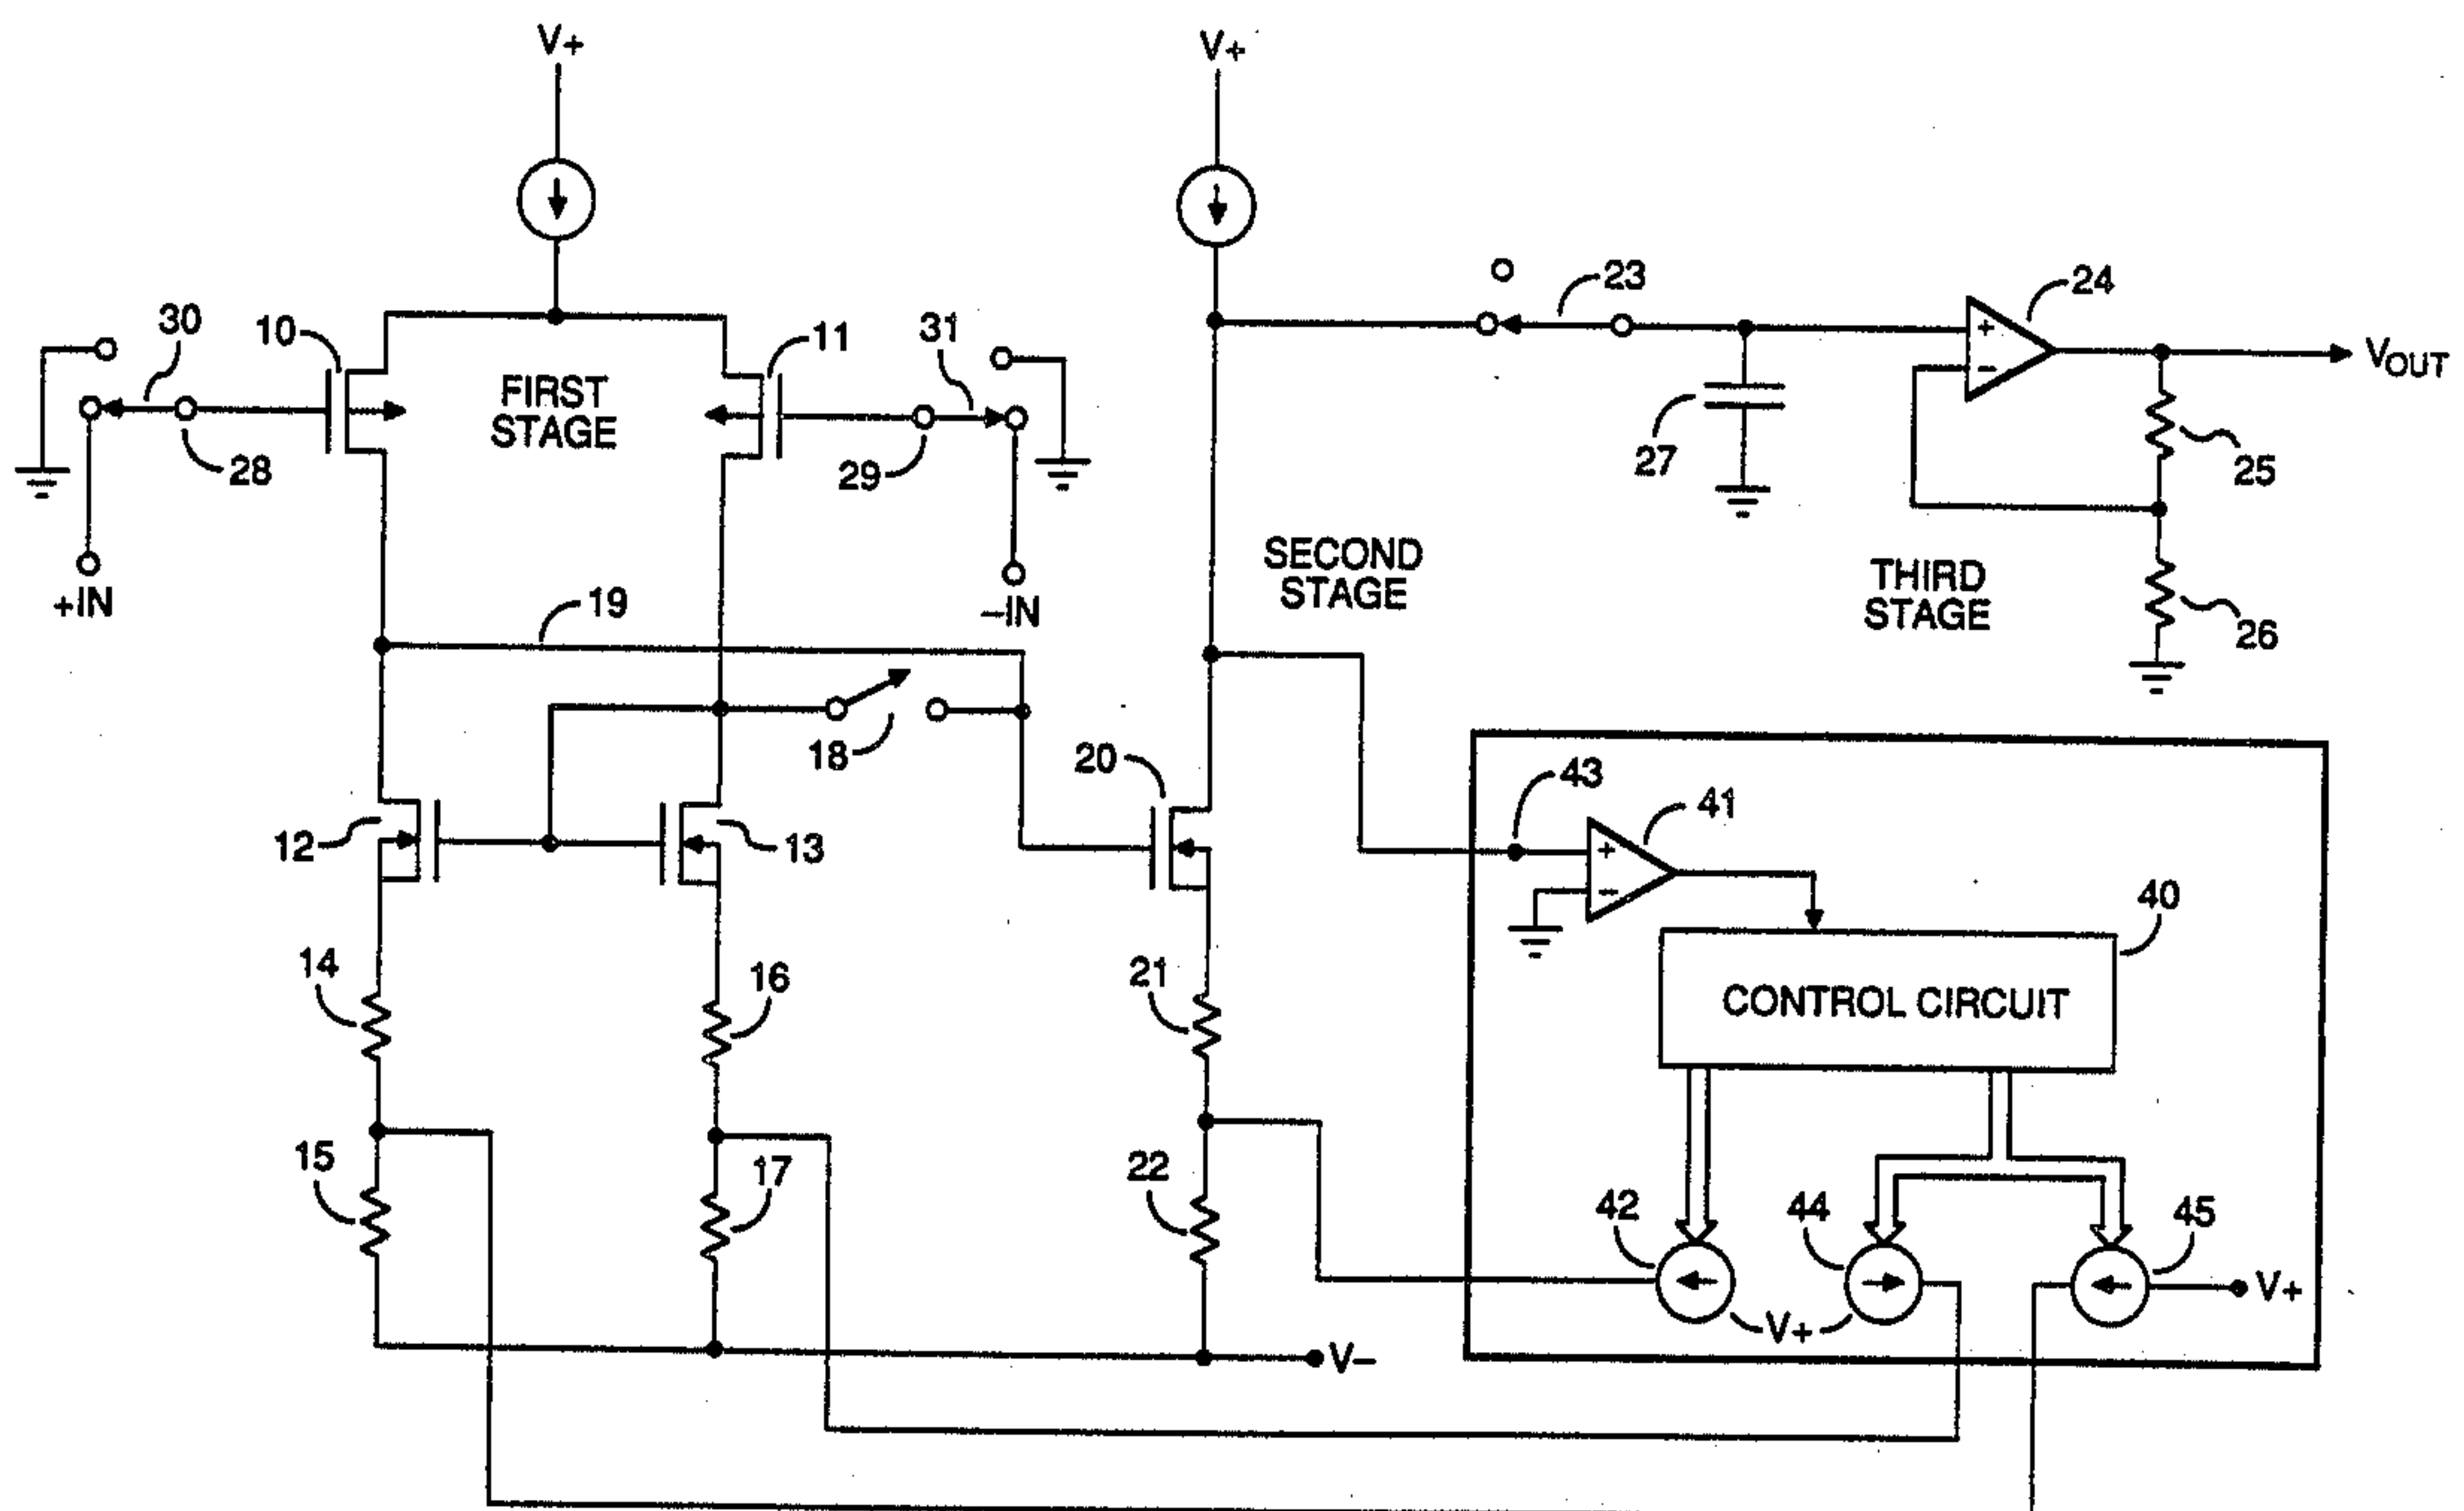 V+
V+
23
24
30
10
11
31
FIRST
STAGE
VOUT
28
29
27
25
SECOND
STAGE
+IN
-IN
19
THIRD
STAGE
26
18
20
43
41
12
13
40
14
16
21
CONTROL CIRCUIT
15
17
22
42
44
45
V+
V+
V-
+
-
+
-